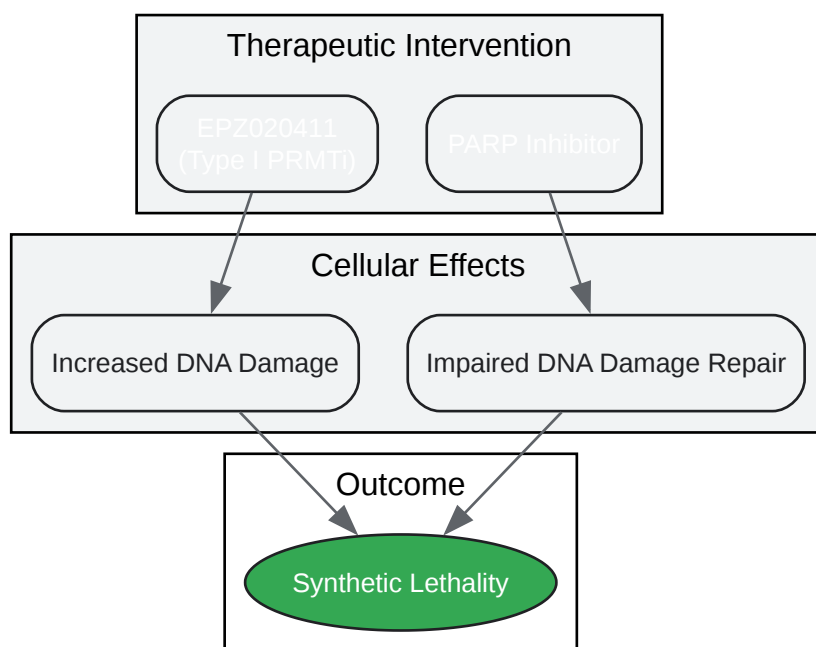 Therapeutic Intervention
EPZ020411
(Type I PRMTi)
PARP Inhibitor
Cellular Effects
Increased DNA Damage
Impaired DNA Damage Repair
Outcome
Synthetic Lethality